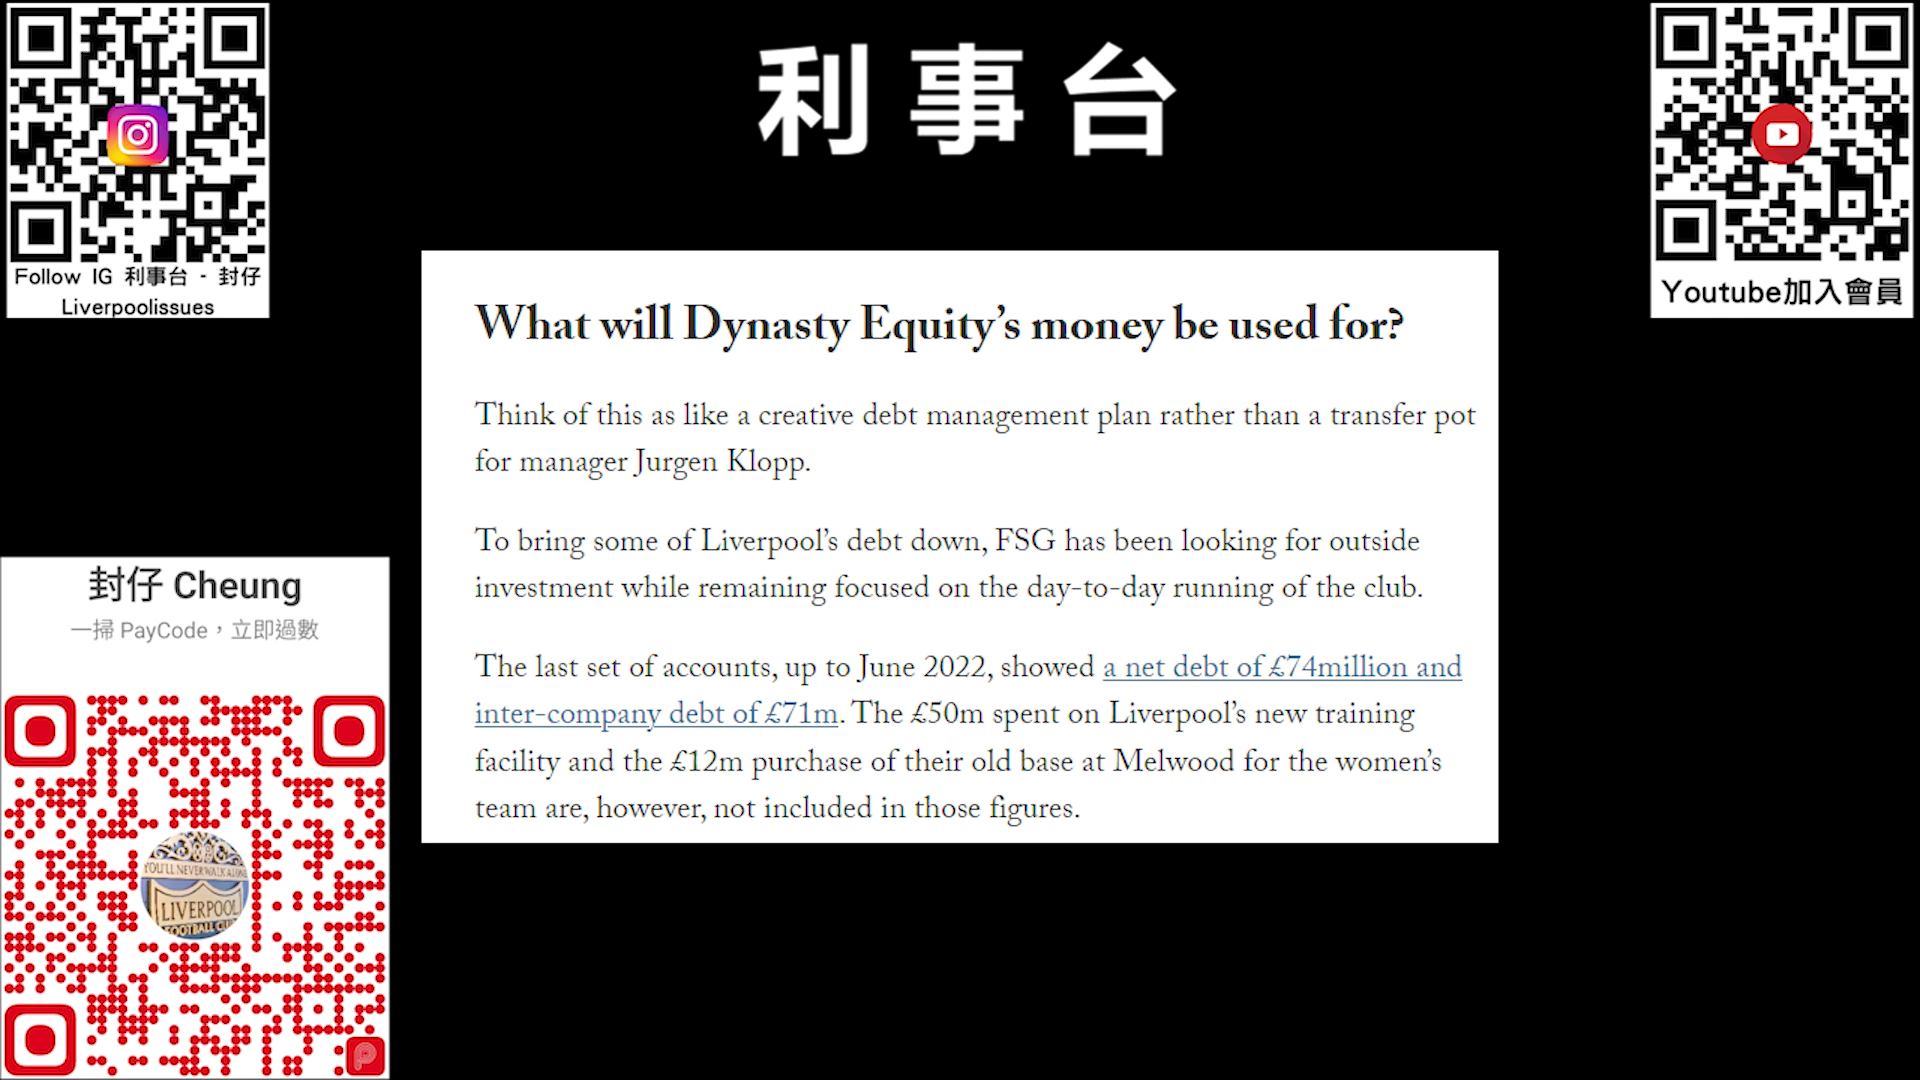 利事台
Follow IG 利事台 - 封仔
Liverpoolissues
Youtube加入會員
What will Dynasty Equity’s money be used for?
Think of this as like a creative debt management plan rather than a transfer pot
for manager Jurgen Klopp.
To bring some of Liverpool’s debt down, FSG has been looking for outside
investment while remaining focused on the day-to-day running of the club.
The last set of accounts, up to June 2022, showed a net debt of £74million and
inter-company debt of £71m. The £50m spent on Liverpool’s new training
facility and the £12m purchase of their old base at Melwood for the women’s
team are, however, not included in those figures.
封仔 Cheung
一掃 PayCode，立即過數
YOU'LL NEVER WALK ALONE
LIVERPOOL
FOOTBALL CLUB